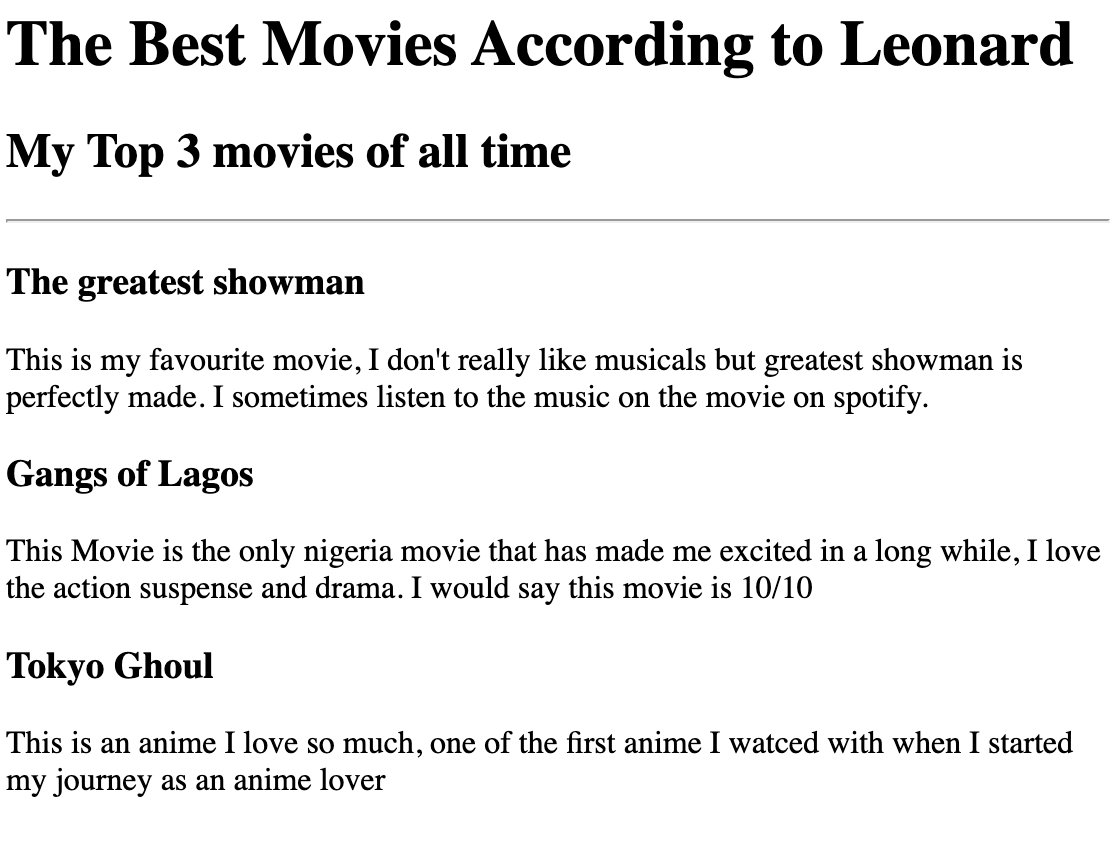 The Best Movies According to Leonard
My Top 3 movies of all time
The greatest showman
This is my favourite movie, I don't really like musicals but greatest showman is
perfectly made. I sometimes listen to the music on the movie on spotify.
Gangs of Lagos
This Movie is the only nigeria movie that has made me excited in a long while, I love
the action suspense and drama. I would say this movie is 10/10
Tokyo Ghoul
This is an anime I love so much, one of the first anime I watced with when I started
my journey as an anime lover